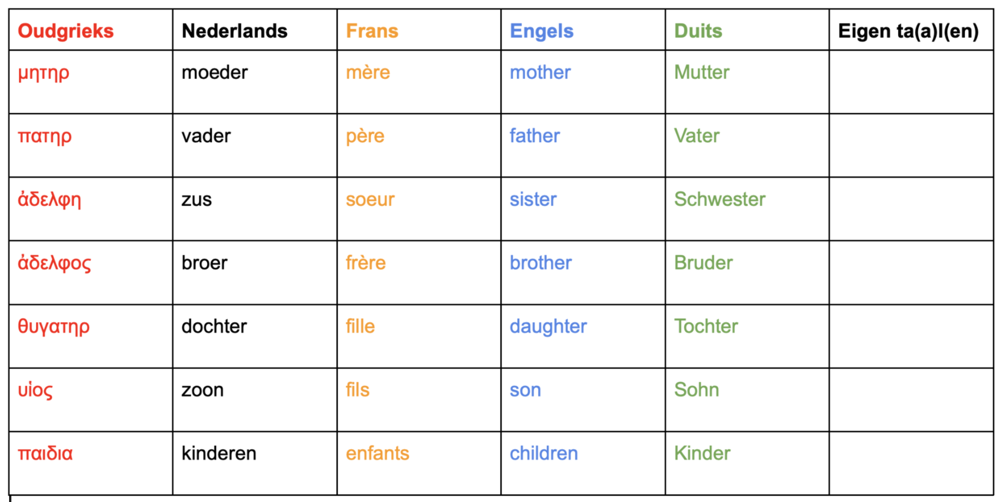 Oudgrieks Nederlands Frans Engels Duits Eigen ta(a)l(en)
μητηρ moeder mère mother Mutter
πατηρ vader père father Vater
ἀδελφη zus soeur sister Schwester
ἀδελφος broer frère brother Bruder
θυγατηρ dochter fille daughter Tochter
υἱος zoon fils son Sohn
παιδια kinderen enfants children Kinder